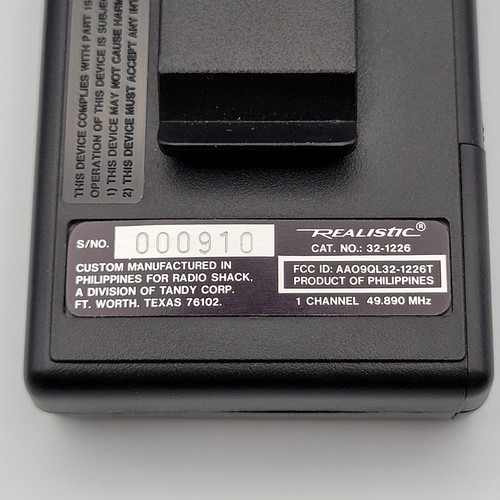 THIS DEVICE COMPLIES WITH PART 15
OPERATION OF THIS DEVICE IS SUBJEC
1) THIS DEVICE MAY NOT CAUSE HARM
2) THIS DEVICE MUST ACCEPT ANY INT
S/NO. 000910
CUSTOM MANUFACTURED IN
PHILIPPINES FOR RADIO SHACK,
A DIVISION OF TANDY CORP.
FT. WORTH. TEXAS 76102.
REALISTIC®
CAT. NO.: 32-1226
FCC ID: AAO9QL32-1226T
PRODUCT OF PHILIPPINES
1 CHANNEL 49.890 MHz